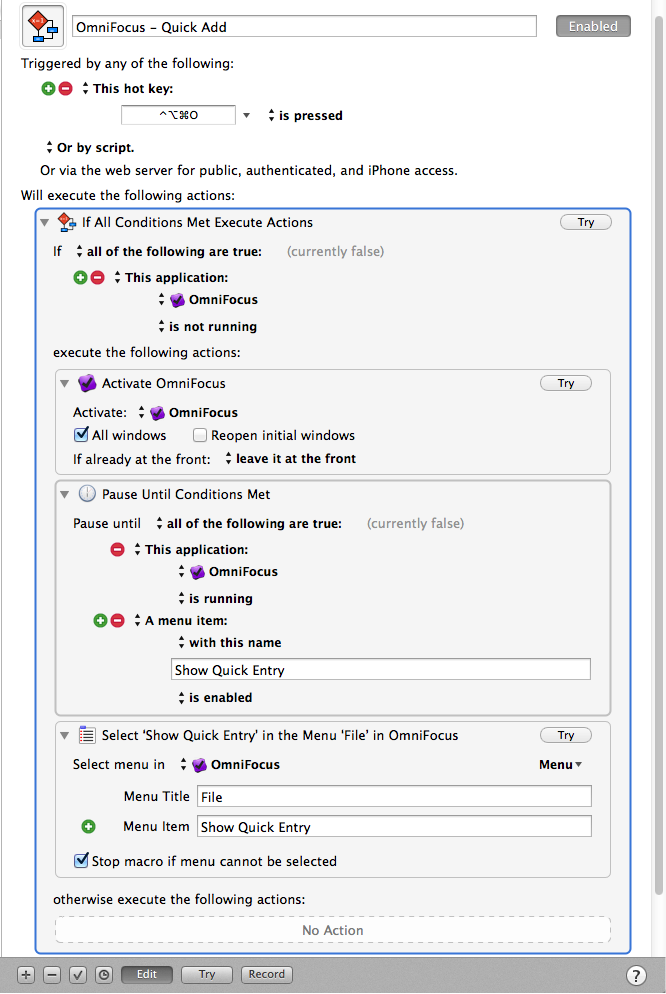 OmniFocus – Quick Add
Enabled
Triggered by any of the following:
This hot key:
^⌥⌘O
is pressed
Or by script.
Or via the web server for public, authenticated, and iPhone access.
Will execute the following actions:
If All Conditions Met Execute Actions
Try
If all of the following are true: (currently false)
This application:
OmniFocus
is not running
execute the following actions:
Activate OmniFocus
Try
Activate: OmniFocus
All windows Reopen initial windows
If already at the front: leave it at the front
Pause Until Conditions Met
Pause until all of the following are true: (currently false)
This application:
OmniFocus
is running
A menu item:
with this name
Show Quick Entry
is enabled
Select 'Show Quick Entry' in the Menu 'File' in OmniFocus
Try
Select menu in OmniFocus Menu
Menu Title File
Menu Item Show Quick Entry
Stop macro if menu cannot be selected
otherwise execute the following actions:
No Action
Edit Try Record ?